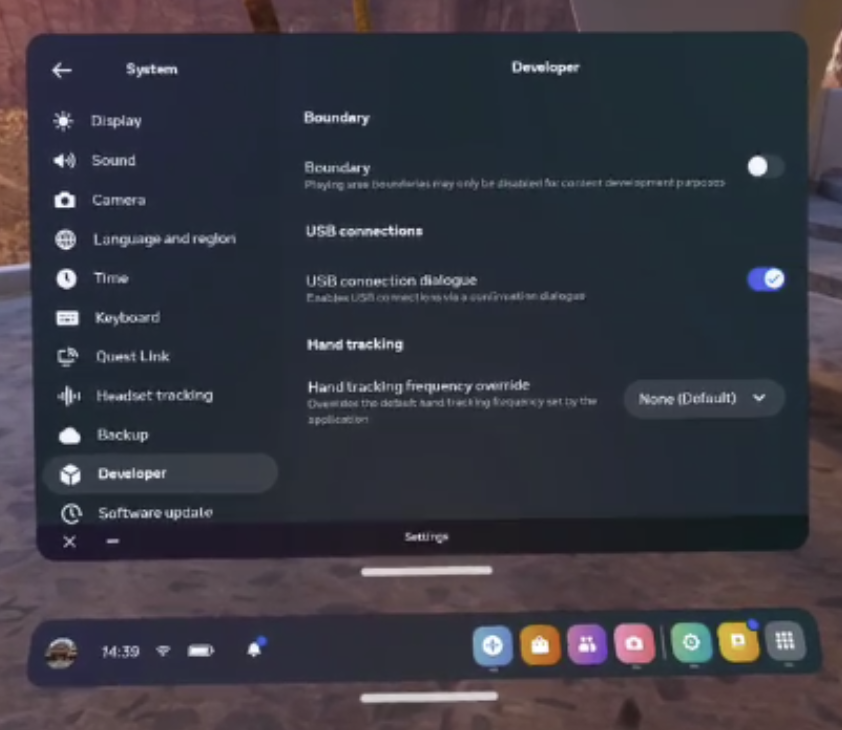 System
Developer
Display
Sound
Camera
Language and region
Time
Keyboard
Quest Link
Headset tracking
Backup
Developer
Software update
Boundary
Boundary
Playing area boundaries may only be disabled for content development purposes
USB connections
USB connection dialogue
Enables USB connections via a confirmation dialogue
Hand tracking
Hand tracking frequency override
Overrides the default hand tracking frequency set by the
application
None (Default)
Settings
14:39